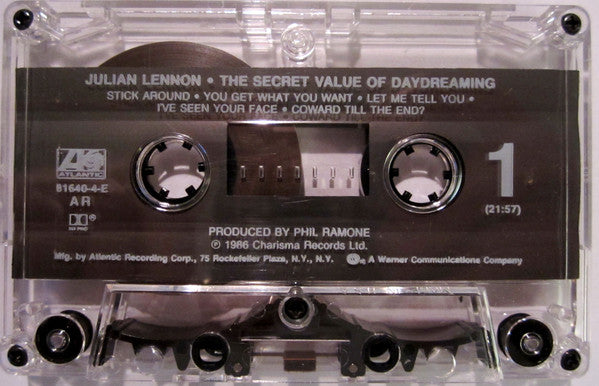 JULIAN LENNON • THE SECRET VALUE OF DAYDREAMING
STICK AROUND • YOU GET WHAT YOU WANT • LET ME TELL YOU •
I'VE SEEN YOUR FACE • COWARD TILL THE END?
ATLANTIC
81640-4-E
AR
1
(21:57)
PRODUCED BY PHIL RAMONE
℗ 1986 Charisma Records Ltd.
Mfg. by Atlantic Recording Corp., 75 Rockefeller Plaza, N.Y., N.Y. A Warner Communications Company